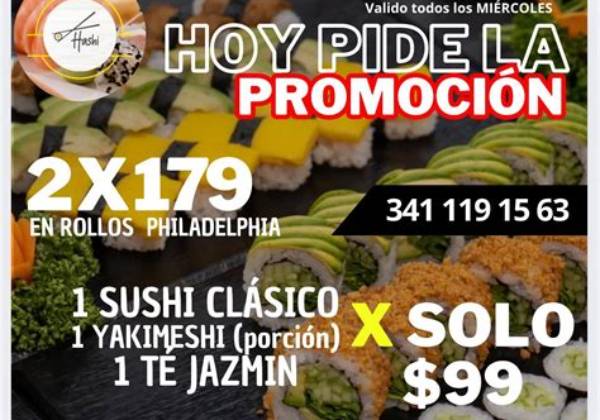 Hashi
Valido todos los MIÉRCOLES
HOY PIDE LA
PROMOCIÓN
2X179
EN ROLLOS PHILADELPHIA
341 119 15 63
1 SUSHI CLÁSICO
1 YAKIMESHI (porción)
1 TÉ JAZMIN
X SOLO
$99